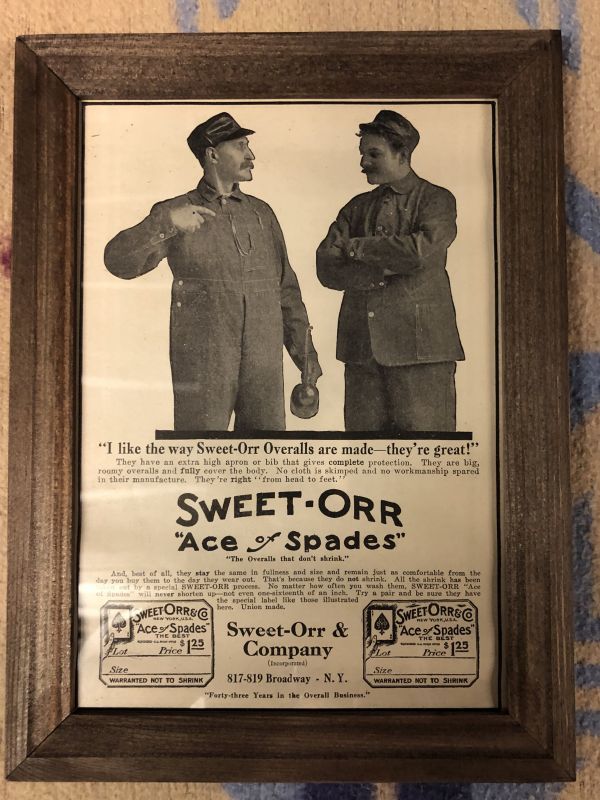 "I like the way Sweet-Orr Overalls are made—they're great!"
They have an extra high apron or bib that gives complete protection. They are big,
roomy overalls and fully cover the body. No cloth is skimped and no workmanship spared
in their manufacture. They're right "from head to feet."
SWEET-ORR
"Ace of Spades"
"The Overalls that don't shrink."
And, best of all, they stay the same in fullness and size and remain just as comfortable from the
day you buy them to the day they wear out. That's because they do not shrink. All the shrink has been
out by a special SWEET-ORR process. No matter how often you wash them, SWEET-ORR "Ace
of Spades" will never shorten up—not even one-sixteenth of an inch. Try a pair and be sure they have
the special label like those illustrated
here. Union made.
SWEET ORR & CO
NEW YORK, U.S.A.
"Ace of Spades"
THE BEST
Lot Price $1.25
Size
WARRANTED NOT TO SHRINK
Sweet-Orr &
Company
(Incorporated)
817-819 Broadway - N.Y.
SWEET ORR & CO
NEW YORK, U.S.A.
"Ace of Spades"
THE BEST
Lot Price $1.25
Size
WARRANTED NOT TO SHRINK
"Forty-three Years in the Overall Business."